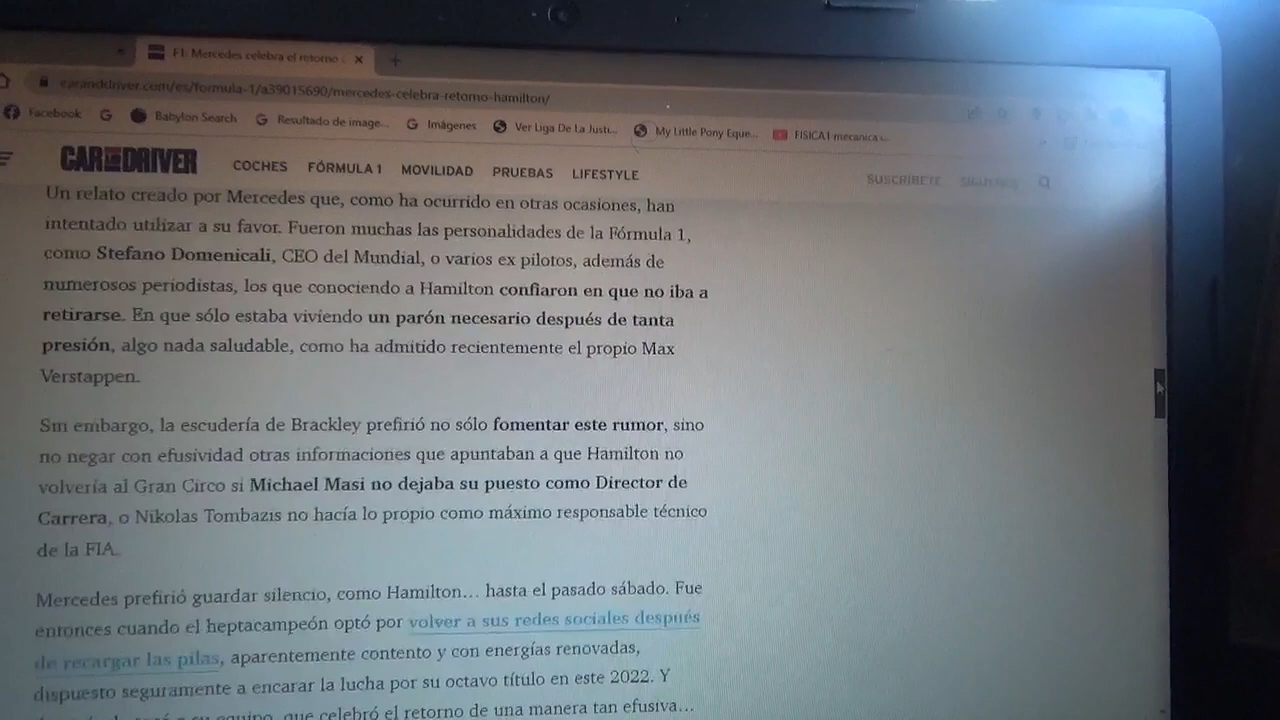 F1: Mercedes celebra el retorno
caranddriver.com/es/formula-1/a39015690/mercedes-celebra-retorno-hamilton/
Facebook Babylon Search Resultado de image... Imágenes Ver Liga De La Justi... My Little Pony Eque... FISICA I mecanica
CAR AND DRIVER COCHES FÓRMULA 1 MOVILIDAD PRUEBAS LIFESTYLE SUSCRÍBETE SÍGUENOS
Un relato creado por Mercedes que, como ha ocurrido en otras ocasiones, han
intentado utilizar a su favor. Fueron muchas las personalidades de la Fórmula 1,
como Stefano Domenicali, CEO del Mundial, o varios ex pilotos, además de
numerosos periodistas, los que conociendo a Hamilton confiaron en que no iba a
retirarse. En que sólo estaba viviendo un parón necesario después de tanta
presión, algo nada saludable, como ha admitido recientemente el propio Max
Verstappen.
Sin embargo, la escudería de Brackley prefirió no sólo fomentar este rumor, sino
no negar con efusividad otras informaciones que apuntaban a que Hamilton no
volvería al Gran Circo si Michael Masi no dejaba su puesto como Director de
Carrera, o Nikolas Tombazis no hacía lo propio como máximo responsable técnico
de la FIA.
Mercedes prefirió guardar silencio, como Hamilton... hasta el pasado sábado. Fue
entonces cuando el heptacampeón optó por volver a sus redes sociales después
de recargar las pilas, aparentemente contento y con energías renovadas,
dispuesto seguramente a encarar la lucha por su octavo título en este 2022. Y
su equipo, que celebró el retorno de una manera tan efusiva...